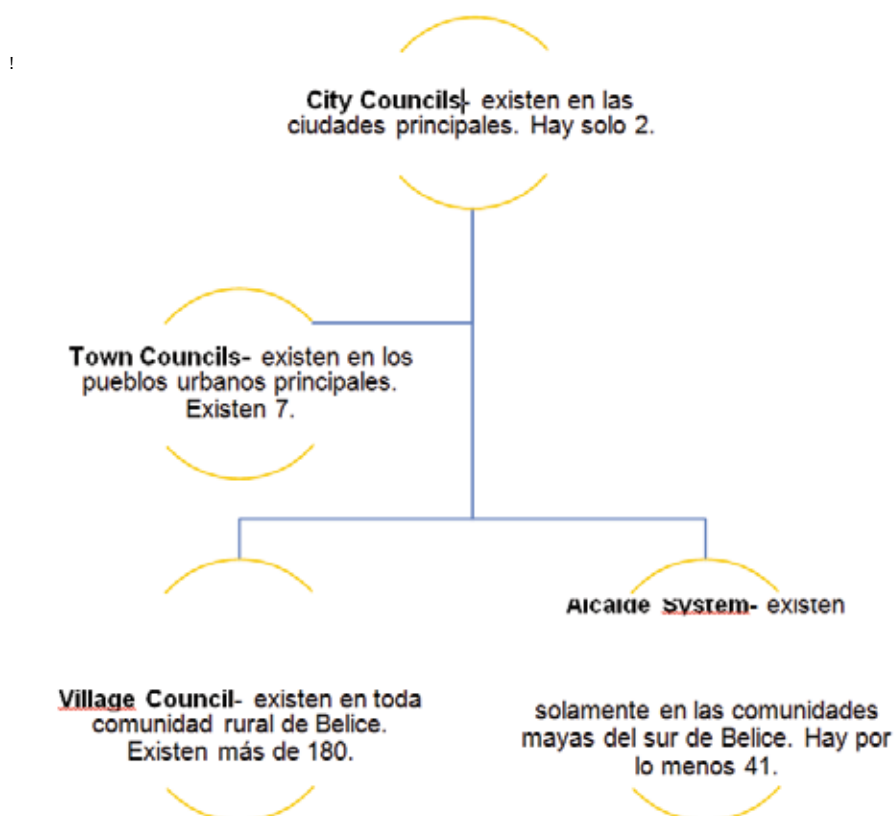 !
City Councils- existen en las
ciudades principales. Hay solo 2.
Town Councils- existen en los
pueblos urbanos principales.
Existen 7.
Village Council- existen en toda
comunidad rural de Belice.
Existen más de 180.
Alcalde System- existen
solamente en las comunidades
mayas del sur de Belice. Hay por
lo menos 41.